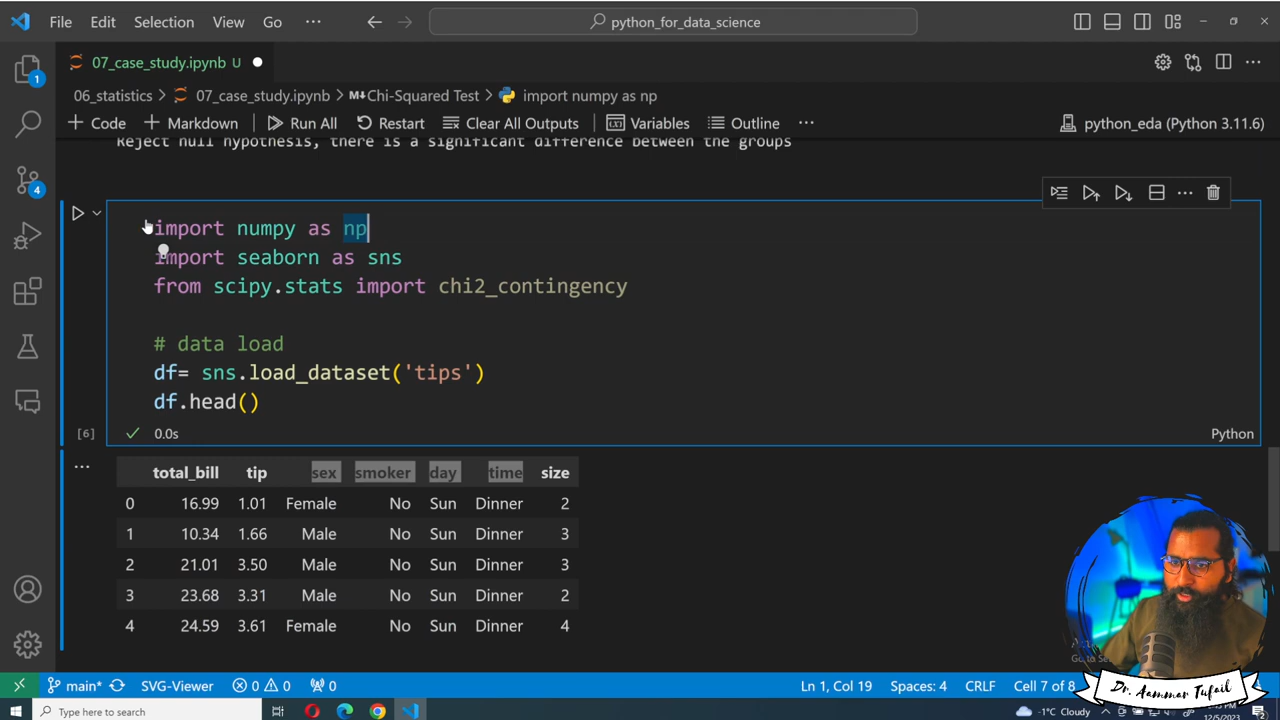 File Edit Selection View Go ··· python_for_data_science
07_case_study.ipynb U
06_statistics > 07_case_study.ipynb > Chi-Squared Test > import numpy as np
+ Code + Markdown Run All Restart Clear All Outputs Variables Outline ··· python_eda (Python 3.11.6)
Reject null hypothesis, there is a significant difference between the groups
import numpy as np
import seaborn as sns
from scipy.stats import chi2_contingency
# data load
df= sns.load_dataset('tips')
df.head()
[6] 0.0s Python
total_bill tip sex smoker day time size
0 16.99 1.01 Female No Sun Dinner 2
1 10.34 1.66 Male No Sun Dinner 3
2 21.01 3.50 Male No Sun Dinner 3
3 23.68 3.31 Male No Sun Dinner 2
4 24.59 3.61 Female No Sun Dinner 4
1
4
main* SVG-Viewer 0 0 0 Ln 1, Col 19 Spaces: 4 CRLF Cell 7 of 8
Dr. Aammar Tufail
Type here to search -1°C Cloudy 12/5/2023